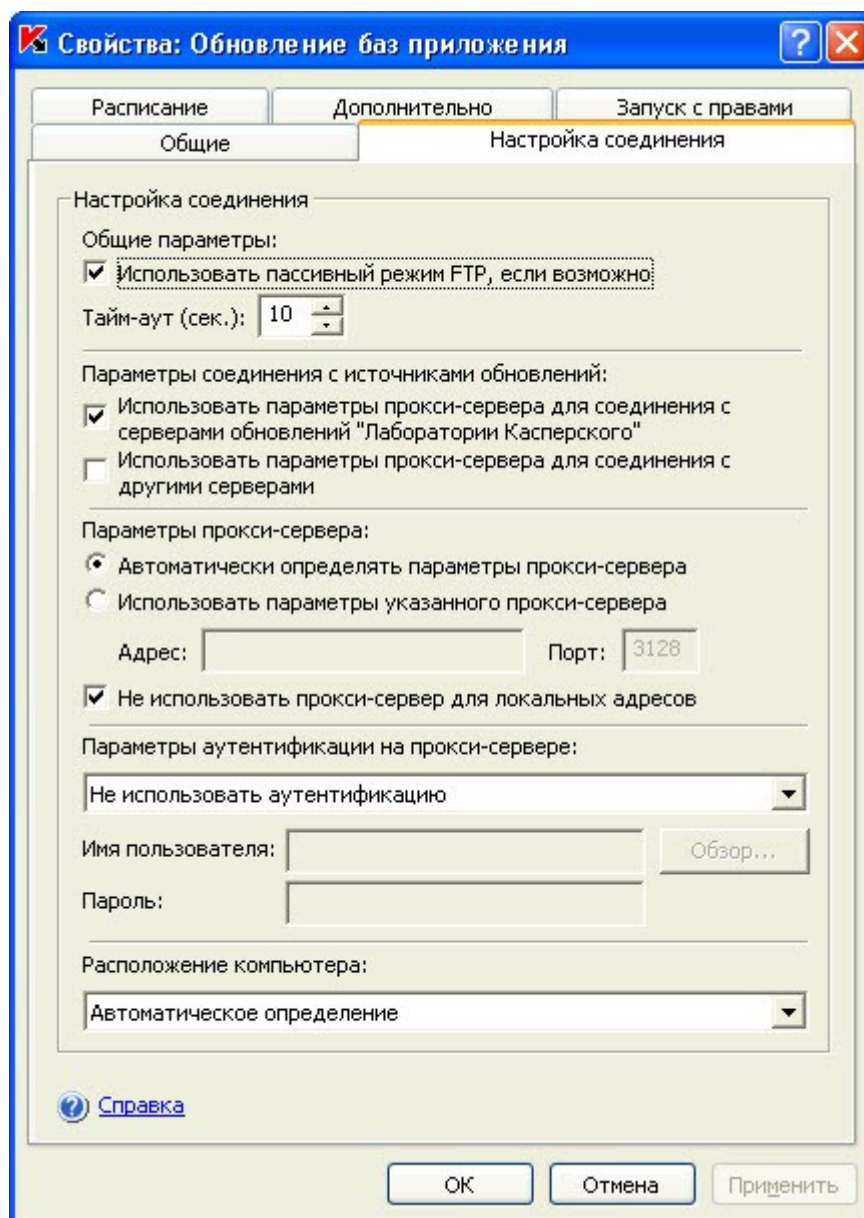 Свойства: Обновление баз приложения
Расписание
Дополнительно
Запуск с правами
Общие
Настройка соединения
Настройка соединения
Общие параметры:
Использовать пассивный режим FTP, если возможно
Тайм-аут (сек.): 10
Параметры соединения с источниками обновлений:
Использовать параметры прокси-сервера для соединения с
серверами обновлений "Лаборатории Касперского"
Использовать параметры прокси-сервера для соединения с
другими серверами
Параметры прокси-сервера:
Автоматически определять параметры прокси-сервера
Использовать параметры указанного прокси-сервера
Адрес: Порт: 3128
Не использовать прокси-сервер для локальных адресов
Параметры аутентификации на прокси-сервере:
Не использовать аутентификацию
Имя пользователя: Обзор...
Пароль:
Расположение компьютера:
Автоматическое определение
Справка
ОК Отмена Применить